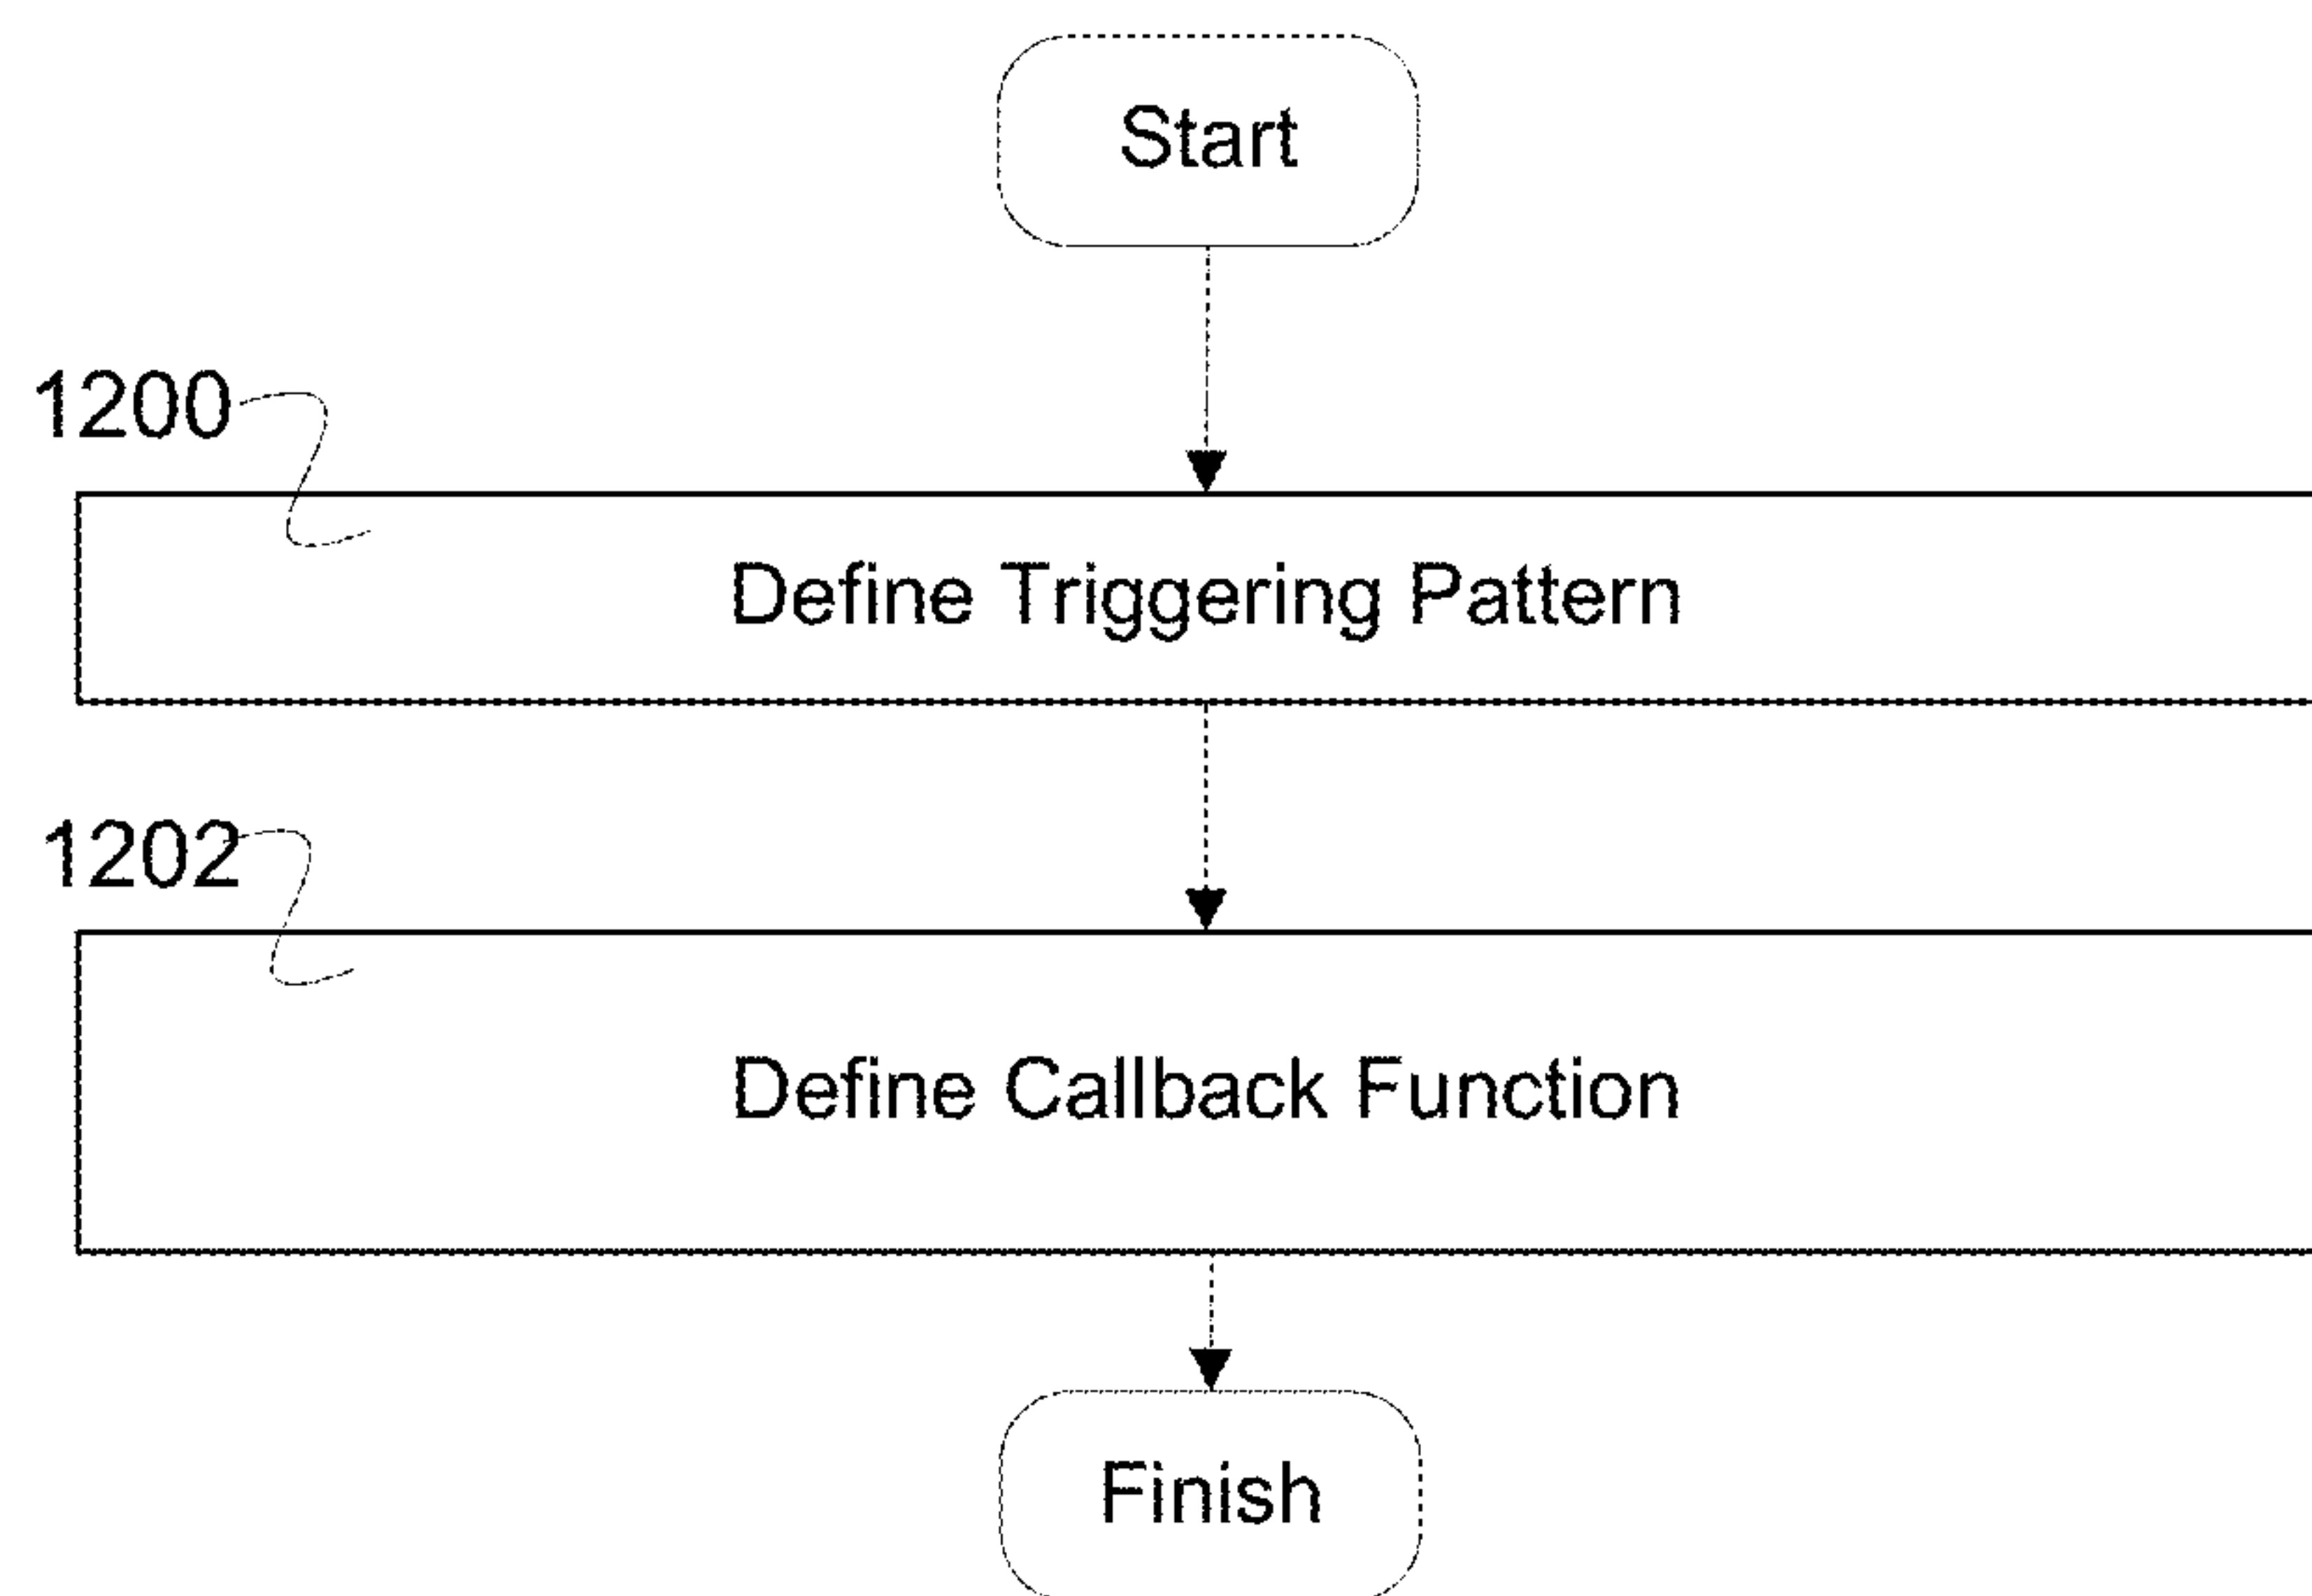 Start
1200
Define Triggering Pattern
1202
Define Callback Function
Finish